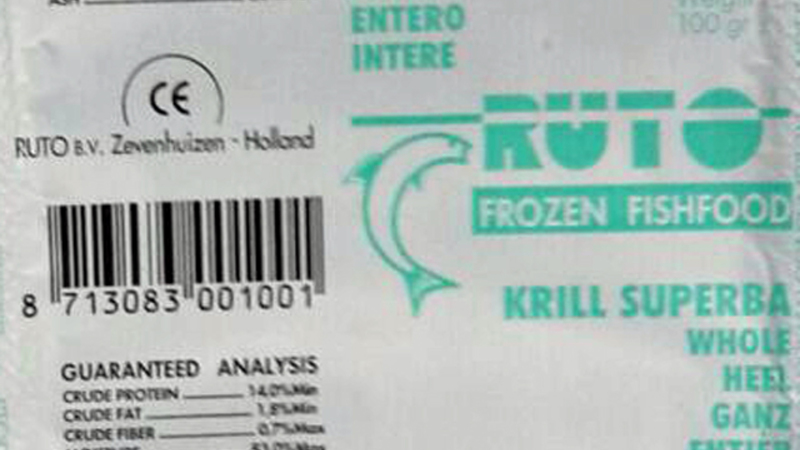 ENTERO
INTERE
100 gr
CE
RUTO B.V. Zevenhuizen - Holland
RUTO
FROZEN FISHFOOD
8 713083 001001
KRILL SUPERBA
WHOLE
HEEL
GANZ
ENTIER
GUARANTEED ANALYSIS
CRUDE PROTEIN 14,0% Min
CRUDE FAT 1,8% Min
CRUDE FIBER 0,7% Max